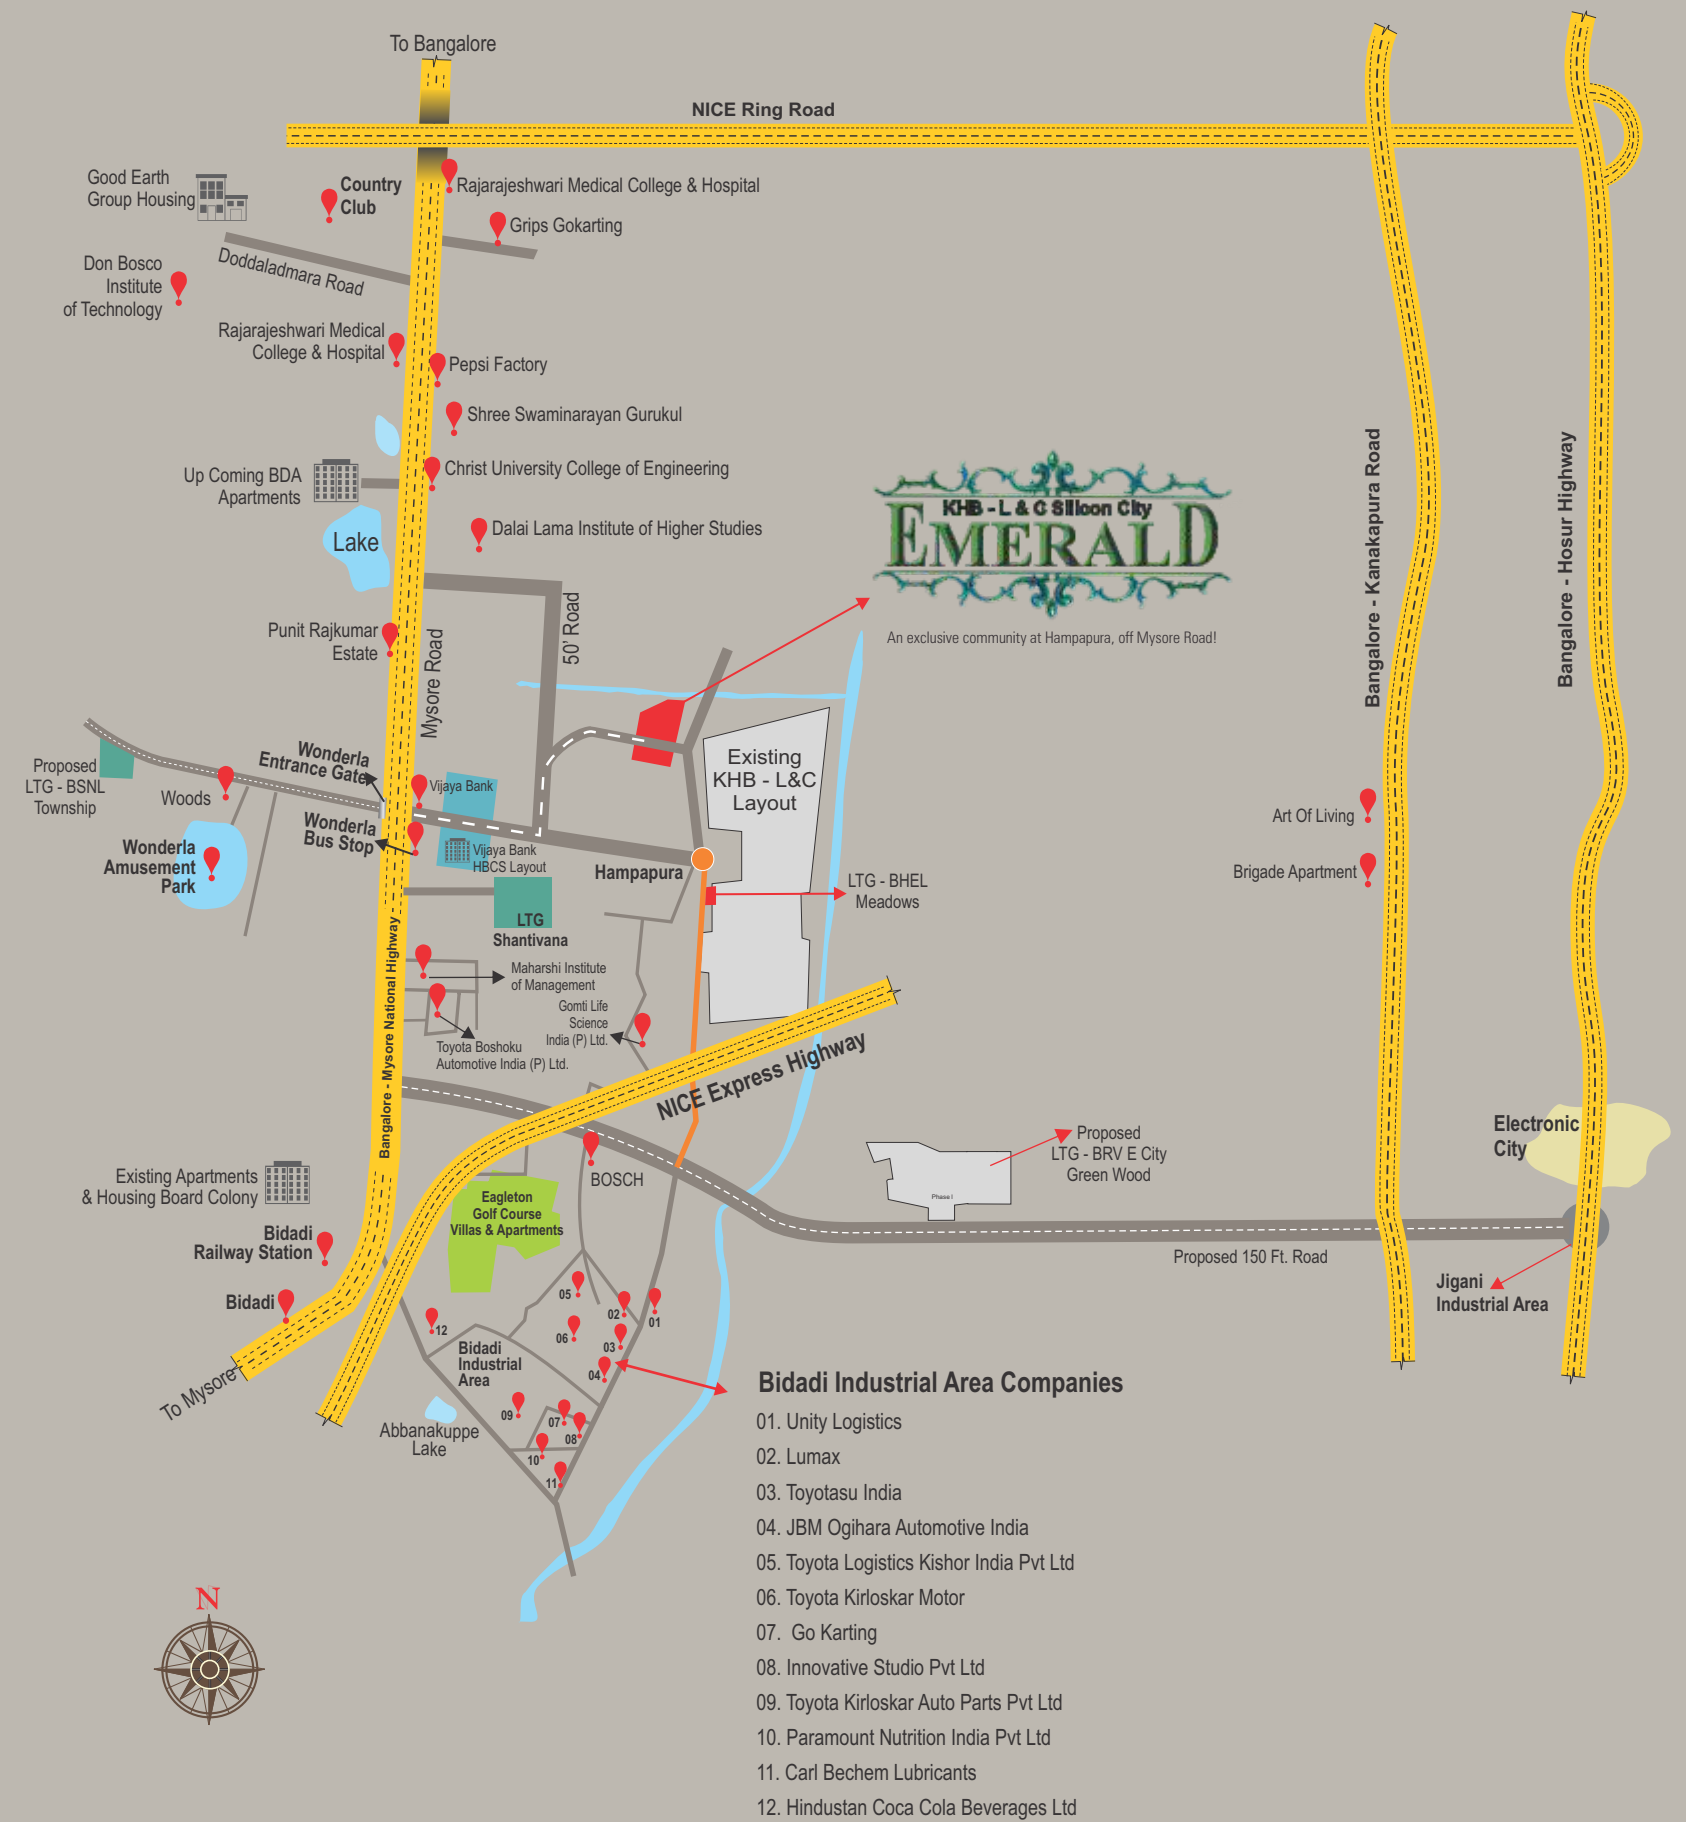 To Bangalore
NICE Ring Road
Good Earth
Group Housing
Country
Club
Rajarajeshwari Medical College & Hospital
Grips Gokarting
Doddaladmara Road
Don Bosco
Institute
of Technology
Rajarajeshwari Medical
College & Hospital
Pepsi Factory
Shree Swaminarayan Gurukul
Up Coming BDA
Apartments
Christ University College of Engineering
Lake
Dalai Lama Institute of Higher Studies
KHB - L & C Silicon City
EMERALD
An exclusive community at Hampapura, off Mysore Road!
Bangalore - Kanakapura Road
Bangalore - Hosur Highway
Punit Rajkumar
Estate
Mysore Road
50' Road
Wonderla
Entrance Gate
Proposed
LTG - BSNL
Township
Woods
Vijaya Bank
Existing
KHB - L&C
Layout
Wonderla
Bus Stop
Wonderla
Amusement
Park
Vijaya Bank
HBCS Layout
Hampapura
LTG - BHEL
Meadows
Art Of Living
Brigade Apartment
LTG
Shantivana
Bangalore - Mysore National Highway
Maharshi Institute
of Management
Gomti Life
Science
India (P) Ltd.
Toyota Boshoku
Automotive India (P) Ltd.
NICE Express Highway
Proposed
LTG - BRV E City
Green Wood
Phase I
Electronic
City
Existing Apartments
& Housing Board Colony
BOSCH
Eagleton
Golf Course
Villas & Apartments
Bidadi
Railway Station
Proposed 150 Ft. Road
Jigani
Industrial Area
Bidadi
05
02
01
12
06
03
04
Bidadi
Industrial
Area
To Mysore
09
07
08
10
11
Abbanakuppe
Lake
Bidadi Industrial Area Companies
01. Unity Logistics
02. Lumax
03. Toyotasu India
04. JBM Ogihara Automotive India
05. Toyota Logistics Kishor India Pvt Ltd
06. Toyota Kirloskar Motor
07. Go Karting
08. Innovative Studio Pvt Ltd
09. Toyota Kirloskar Auto Parts Pvt Ltd
10. Paramount Nutrition India Pvt Ltd
11. Carl Bechem Lubricants
12. Hindustan Coca Cola Beverages Ltd
N